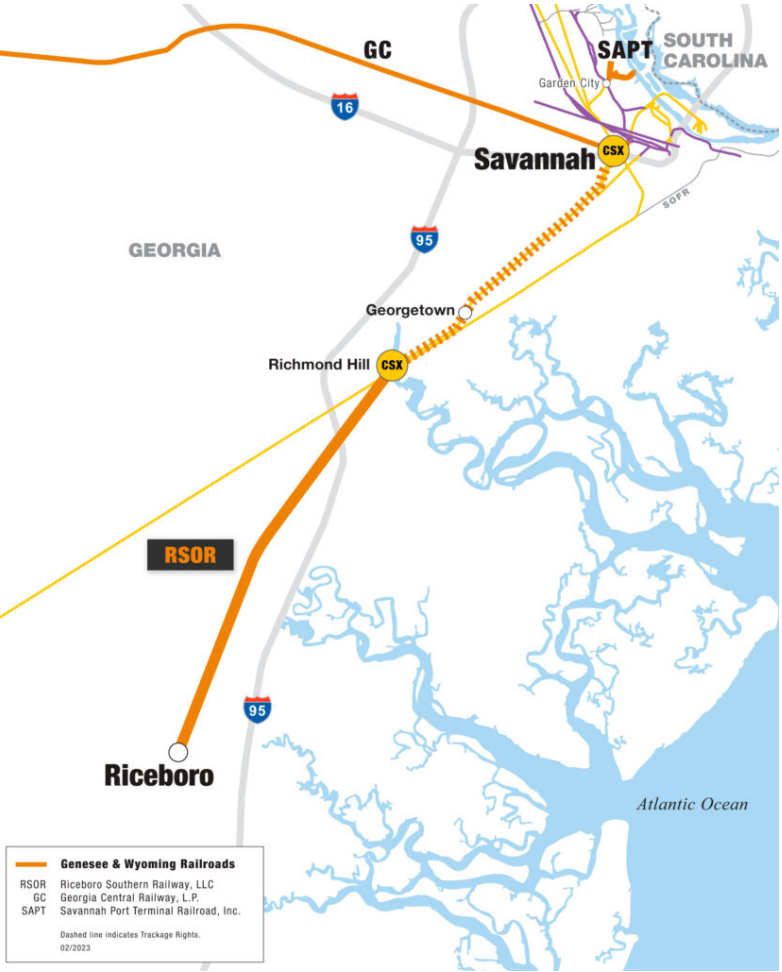 GC
SAPT
SOUTH
CAROLINA
Garden City
16
Savannah
CSX
SOFR
95
GEORGIA
Georgetown
Richmond Hill
CSX
RSOR
95
Riceboro
Atlantic Ocean
Genesee & Wyoming Railroads
RSOR Riceboro Southern Railway, LLC
GC Georgia Central Railway, L.P.
SAPT Savannah Port Terminal Railroad, Inc.
Dashed line indicates Trackage Rights.
02/2023